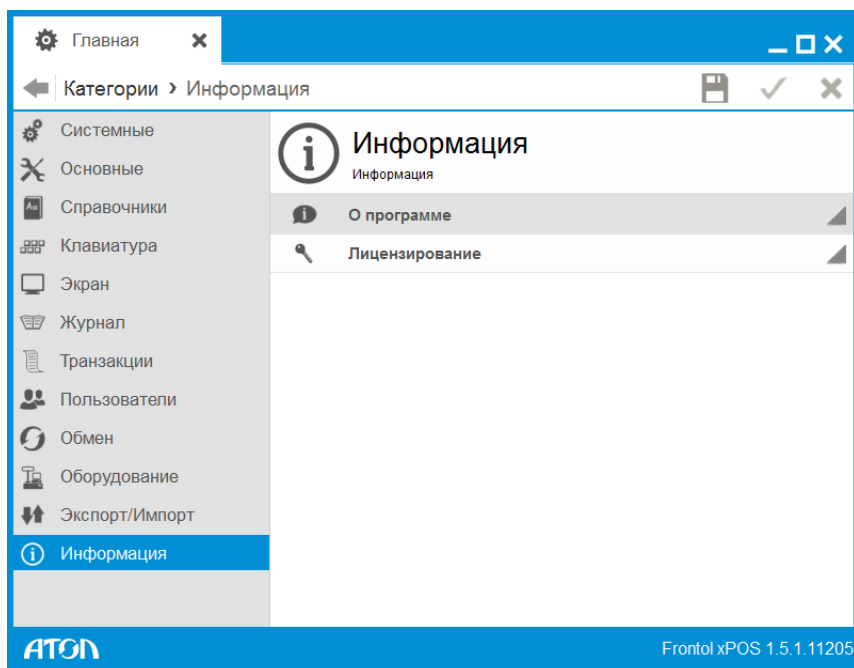 Главная
Категории › Информация
Системные
Основные
Aa Справочники
Клавиатура
Экран
Журнал
Транзакции
Пользователи
Обмен
Оборудование
Экспорт/Импорт
Информация
Информация
Информация
О программе
Лицензирование
АТОЛ
Frontol xPOS 1.5.1.11205